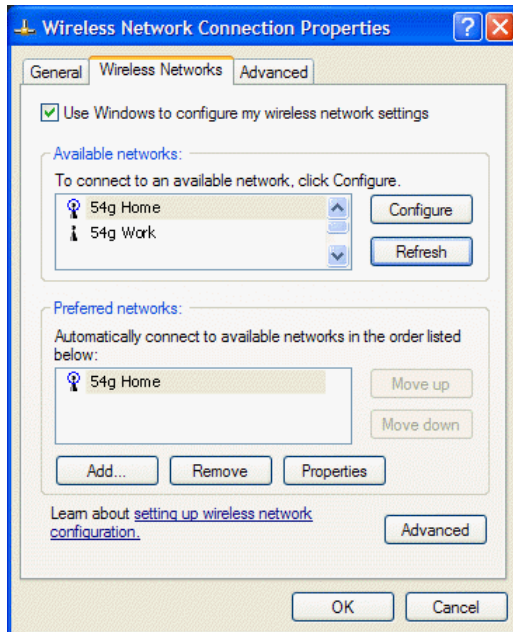 Wireless Network Connection Properties
General Wireless Networks Advanced
Use Windows to configure my wireless network settings
Available networks:
To connect to an available network, click Configure.
54g Home
54g Work
Configure
Refresh
Preferred networks:
Automatically connect to available networks in the order listed
below:
54g Home
Move up
Move down
Add... Remove Properties
Learn about setting up wireless network
configuration.
Advanced
OK Cancel